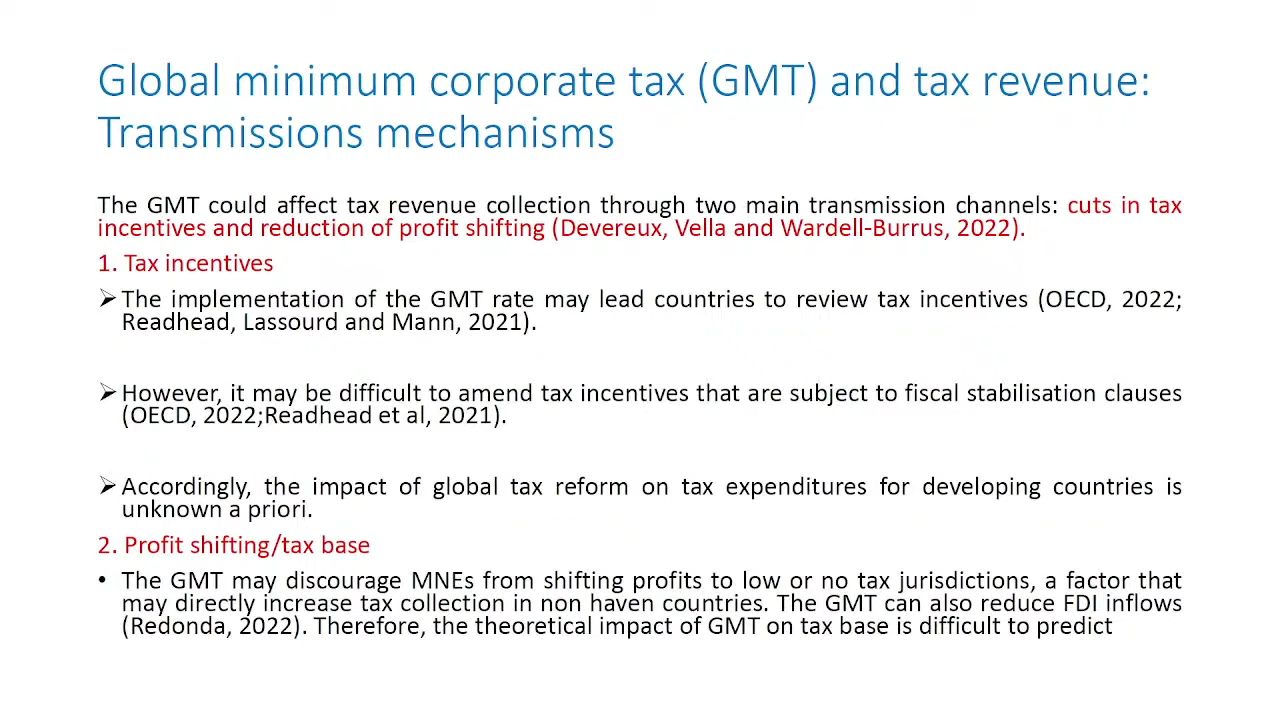 Global minimum corporate tax (GMT) and tax revenue:
Transmissions mechanisms
The GMT could affect tax revenue collection through two main transmission channels: cuts in tax
incentives and reduction of profit shifting (Devereux, Vella and Wardell-Burrus, 2022).
1. Tax incentives
➢The implementation of the GMT rate may lead countries to review tax incentives (OECD, 2022;
Readhead, Lassourd and Mann, 2021).
➢However, it may be difficult to amend tax incentives that are subject to fiscal stabilisation clauses
(OECD, 2022;Readhead et al, 2021).
➢Accordingly, the impact of global tax reform on tax expenditures for developing countries is
unknown a priori.
2. Profit shifting/tax base
• The GMT may discourage MNEs from shifting profits to low or no tax jurisdictions, a factor that
may directly increase tax collection in non haven countries. The GMT can also reduce FDI inflows
(Redonda, 2022). Therefore, the theoretical impact of GMT on tax base is difficult to predict